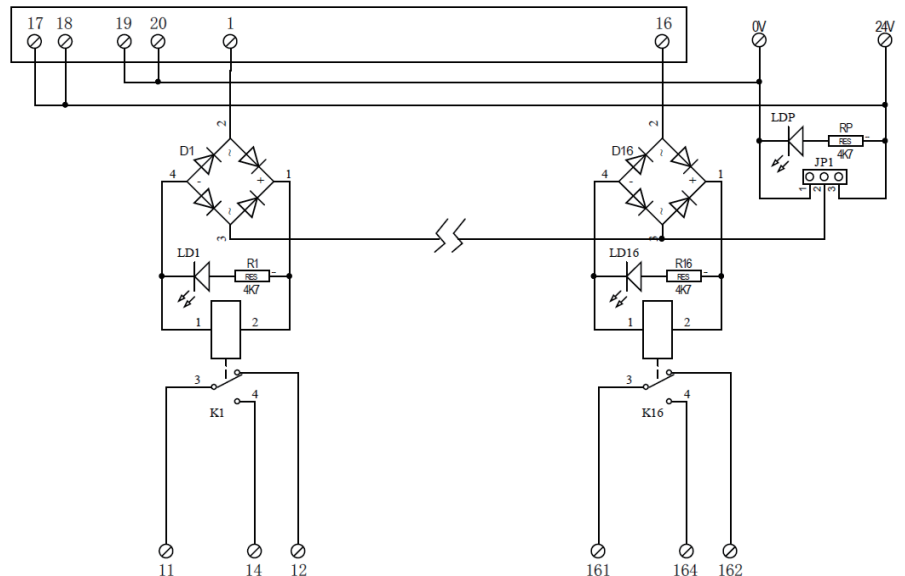 17 18 19 20 1 16 0V 24V
2 2 LDP RP
RES
4K7
D1 ~ D16 ~ JP1
4 - + 1 4 - + 1
1 2 3
~ ~
3 3
LD1 R1 LD16 R16
RES RES
4K7 4K7
1 2 1 2
3 3
4 4
K1 K16
11 14 12 161 164 162